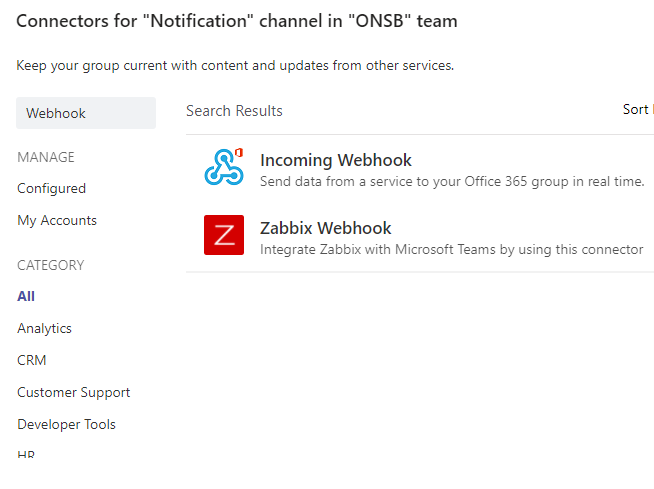 Connectors for "Notification" channel in "ONSB" team
Keep your group current with content and updates from other services.
Webhook
MANAGE
Configured
My Accounts
CATEGORY
All
Analytics
CRM
Customer Support
Developer Tools
HR
Search Results
Sort
Incoming Webhook
Send data from a service to your Office 365 group in real time.
Z
Zabbix Webhook
Integrate Zabbix with Microsoft Teams by using this connector